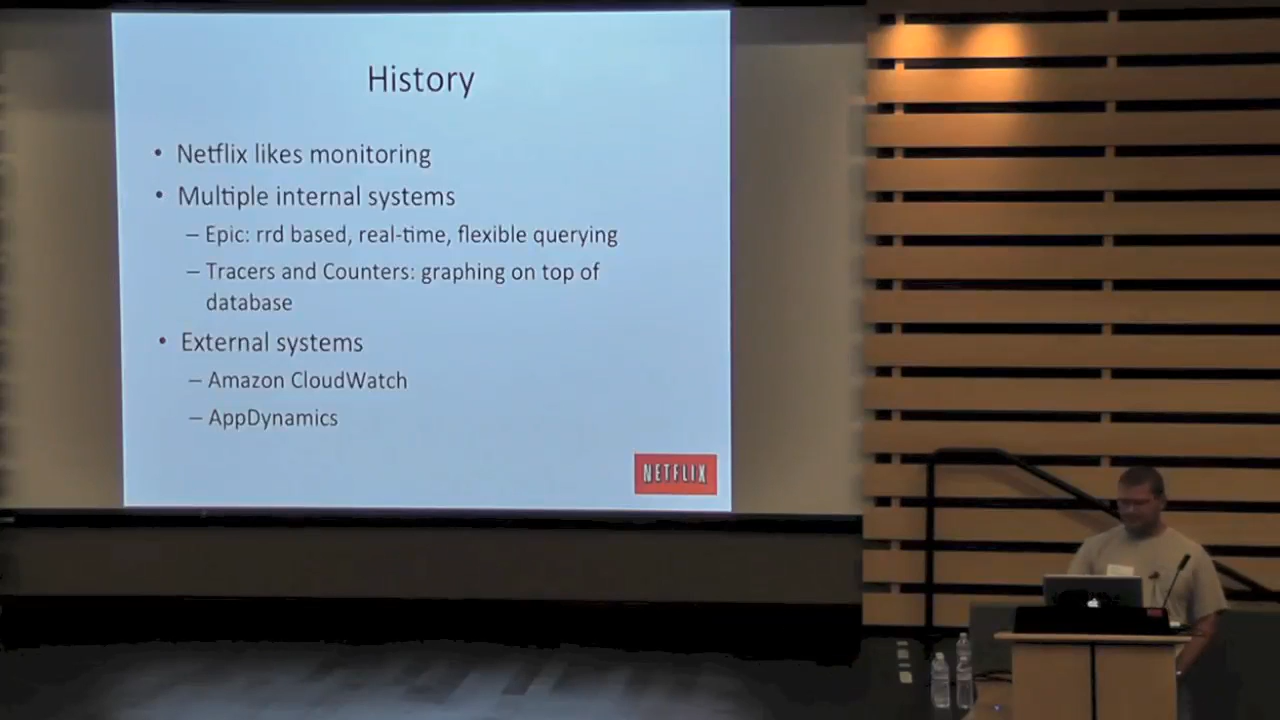 History
• Netflix likes monitoring
• Multiple internal systems
– Epic: rrd based, real-time, flexible querying
– Tracers and Counters: graphing on top of
database
• External systems
– Amazon CloudWatch
– AppDynamics
NETFLIX